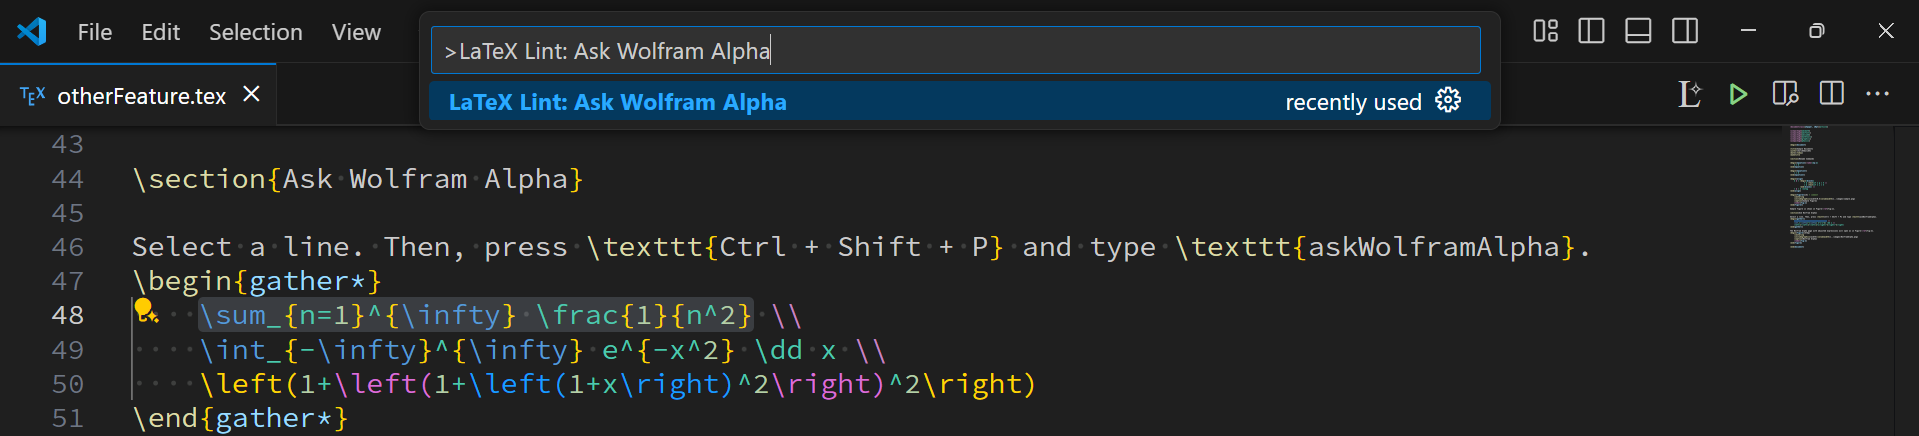 File Edit Selection View
>LaTeX Lint: Ask Wolfram Alpha
LaTeX Lint: Ask Wolfram Alpha recently used
TEX otherFeature.tex
43
44 \section{Ask Wolfram Alpha}
45
46 Select a line. Then, press \texttt{Ctrl + Shift + P} and type \texttt{askWolframAlpha}.
47 \begin{gather*}
48 \sum_{n=1}^{\infty} \frac{1}{n^2} \\
49 \int_{-\infty}^{\infty} e^{-x^2} \dd x \\
50 \left(1+\left(1+\left(1+x\right)^2\right)^2\right)
51 \end{gather*}